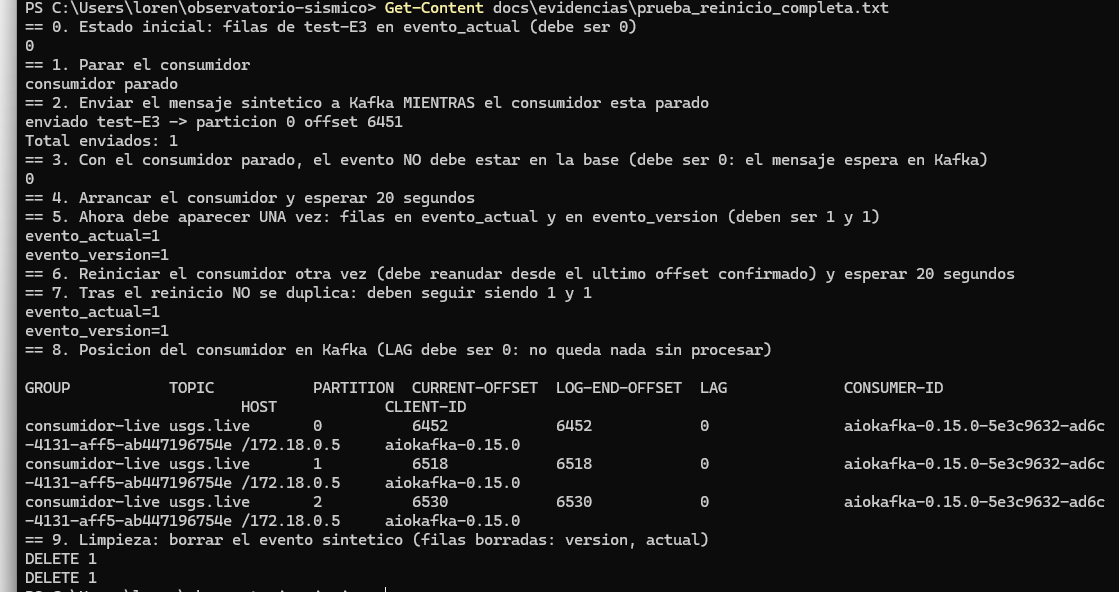 PS C:\Users\loren\observatorio-sismico> Get-Content docs\evidencias\prueba_reinicio_completa.txt
== 0. Estado inicial: filas de test-E3 en evento_actual (debe ser 0)
0
== 1. Parar el consumidor
consumidor parado
== 2. Enviar el mensaje sintetico a Kafka MIENTRAS el consumidor esta parado
enviado test-E3 -> particion 0 offset 6451
Total enviados: 1
== 3. Con el consumidor parado, el evento NO debe estar en la base (debe ser 0: el mensaje espera en Kafka)
0
== 4. Arrancar el consumidor y esperar 20 segundos
== 5. Ahora debe aparecer UNA vez: filas en evento_actual y en evento_version (deben ser 1 y 1)
evento_actual=1
evento_version=1
== 6. Reiniciar el consumidor otra vez (debe reanudar desde el ultimo offset confirmado) y esperar 20 segundos
== 7. Tras el reinicio NO se duplica: deben seguir siendo 1 y 1
evento_actual=1
evento_version=1
== 8. Posicion del consumidor en Kafka (LAG debe ser 0: no queda nada sin procesar)
GROUP TOPIC PARTITION CURRENT-OFFSET LOG-END-OFFSET LAG CONSUMER-ID
HOST CLIENT-ID
consumidor-live usgs.live 0 6452 6452 0 aiokafka-0.15.0-5e3c9632-ad6c
-4131-aff5-ab447196754e /172.18.0.5 aiokafka-0.15.0
consumidor-live usgs.live 1 6518 6518 0 aiokafka-0.15.0-5e3c9632-ad6c
-4131-aff5-ab447196754e /172.18.0.5 aiokafka-0.15.0
consumidor-live usgs.live 2 6530 6530 0 aiokafka-0.15.0-5e3c9632-ad6c
-4131-aff5-ab447196754e /172.18.0.5 aiokafka-0.15.0
== 9. Limpieza: borrar el evento sintetico (filas borradas: version, actual)
DELETE 1
DELETE 1